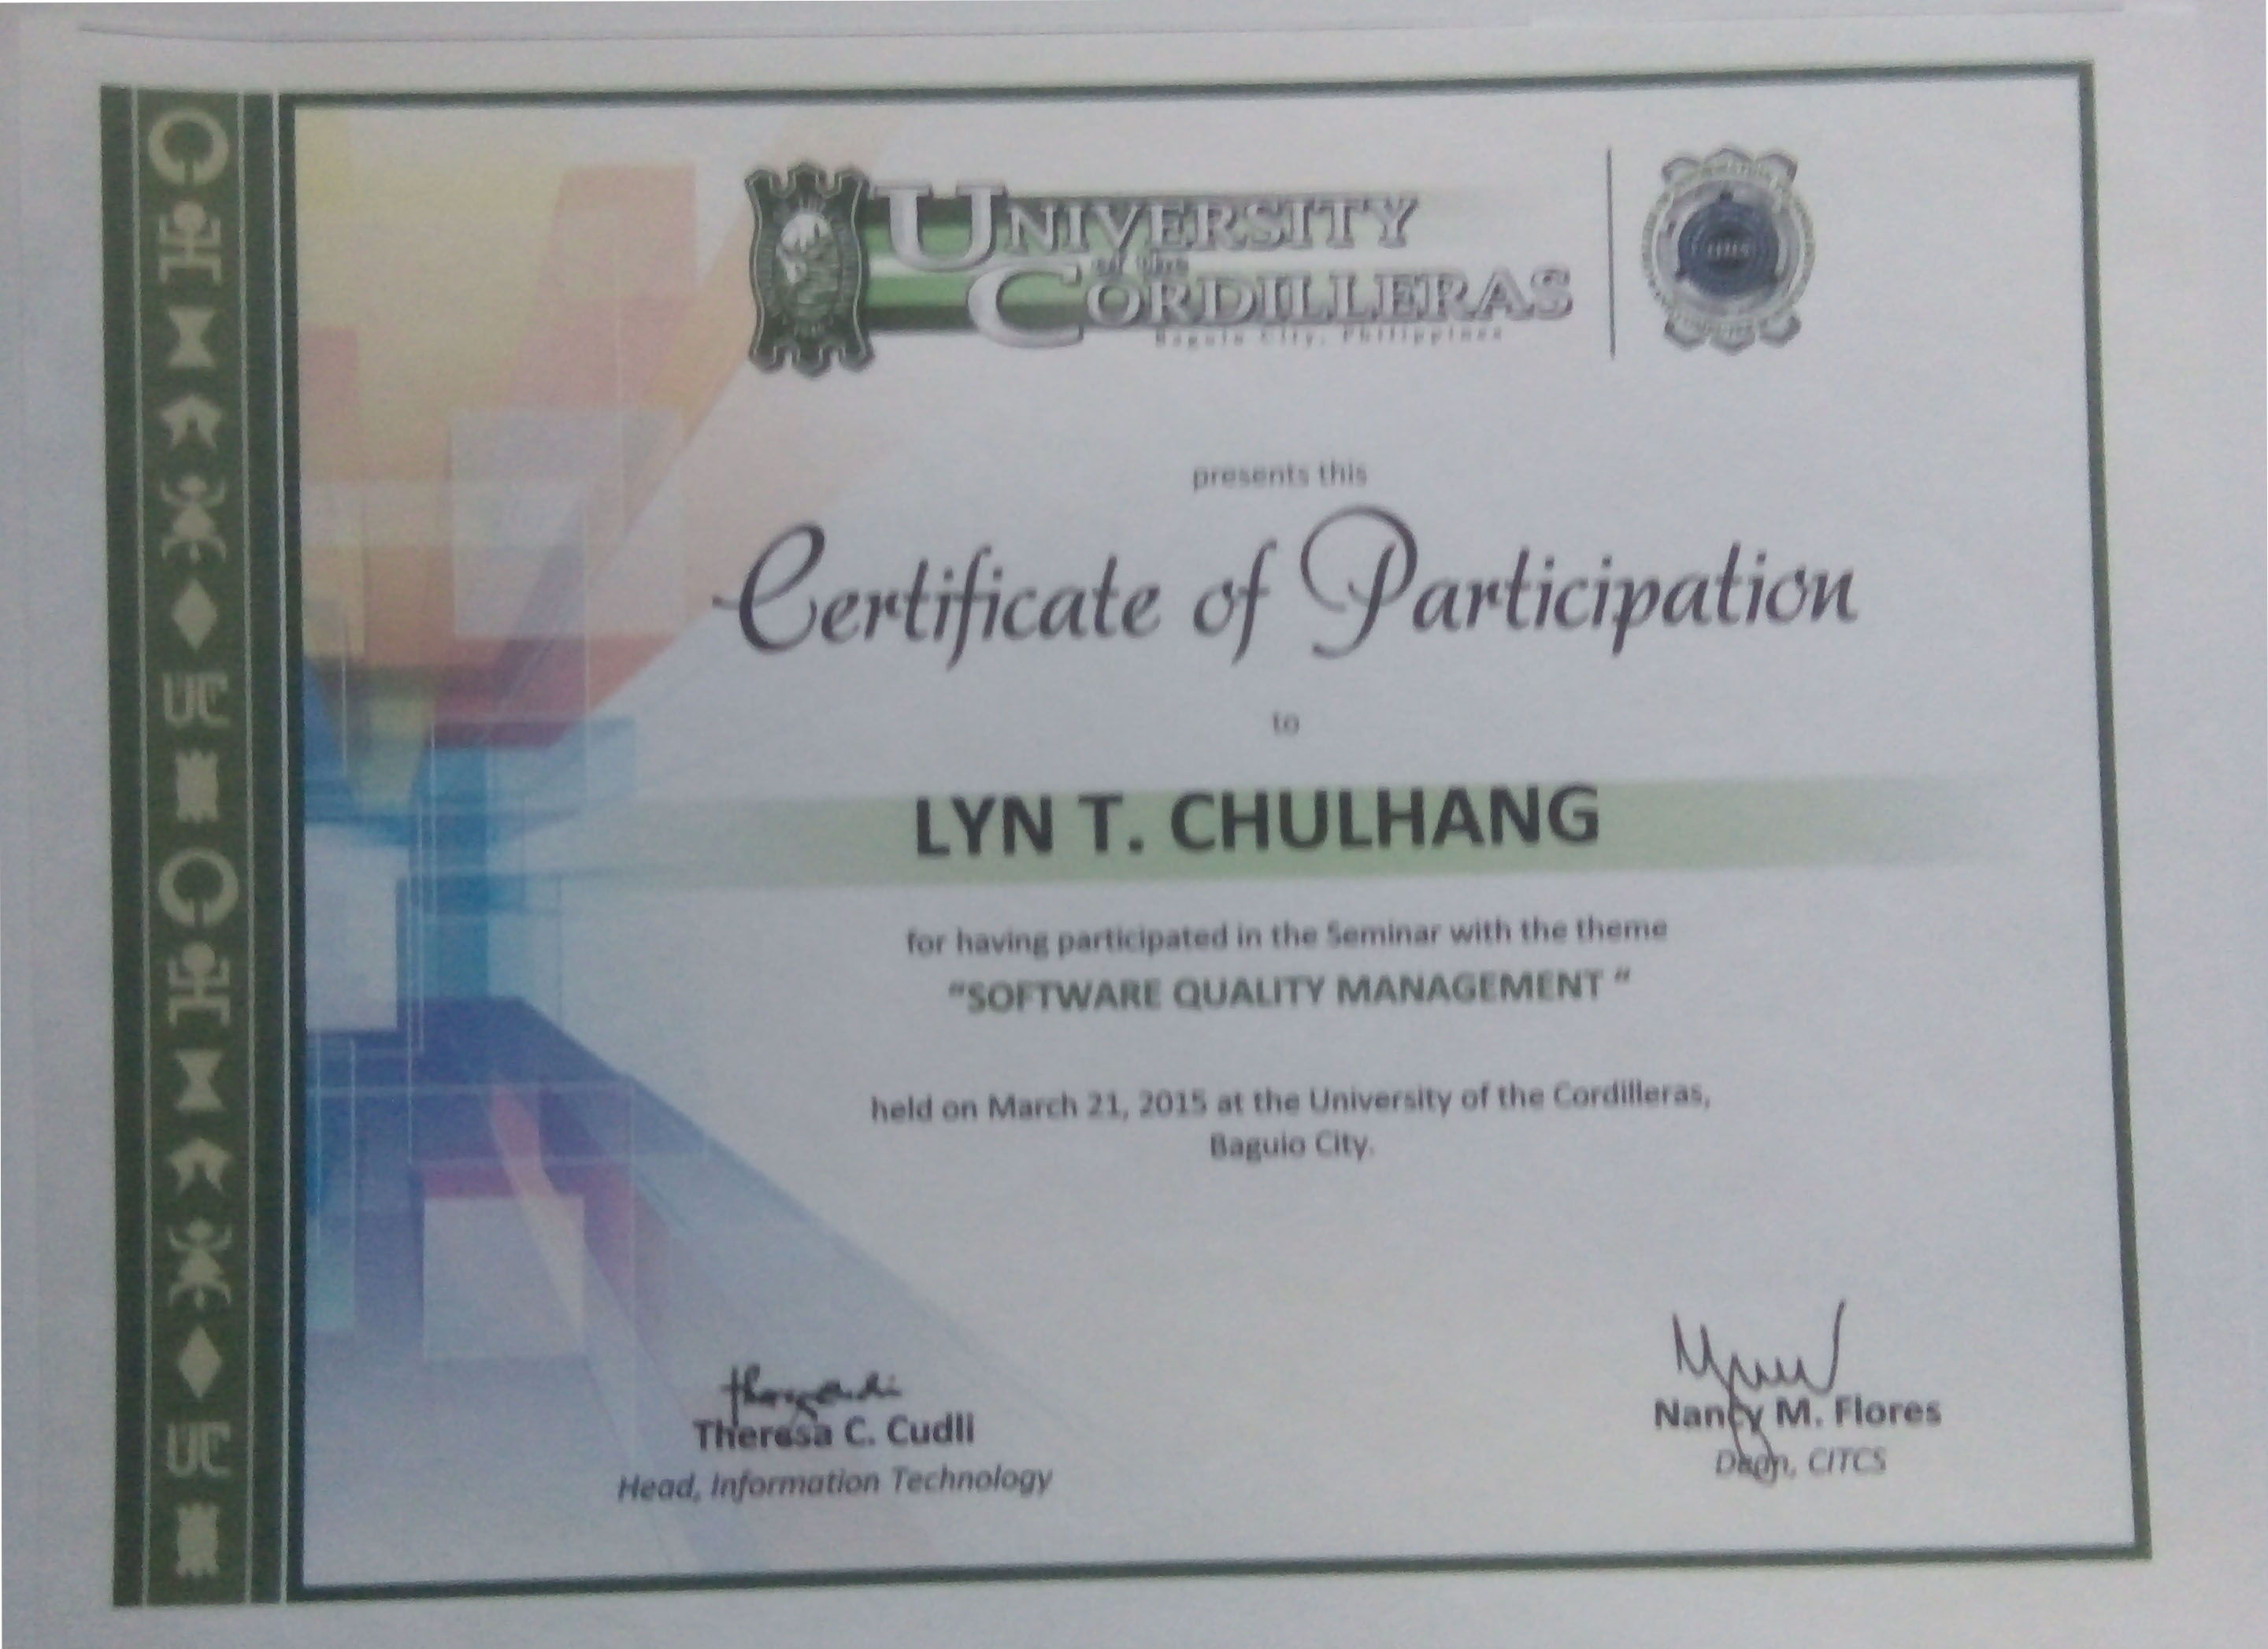 UNIVERSITY
of the
CORDILLERAS
Baguio City, Philippines
presents this
Certificate of Participation
to
LYN T. CHULHANG
for having participated in the Seminar with the theme
"SOFTWARE QUALITY MANAGEMENT "
held on March 21, 2015 at the University of the Cordilleras,
Baguio City.
Theresa C. Cudli
Head, Information Technology
Nancy M. Flores
Dean, CITCS
UC
UC